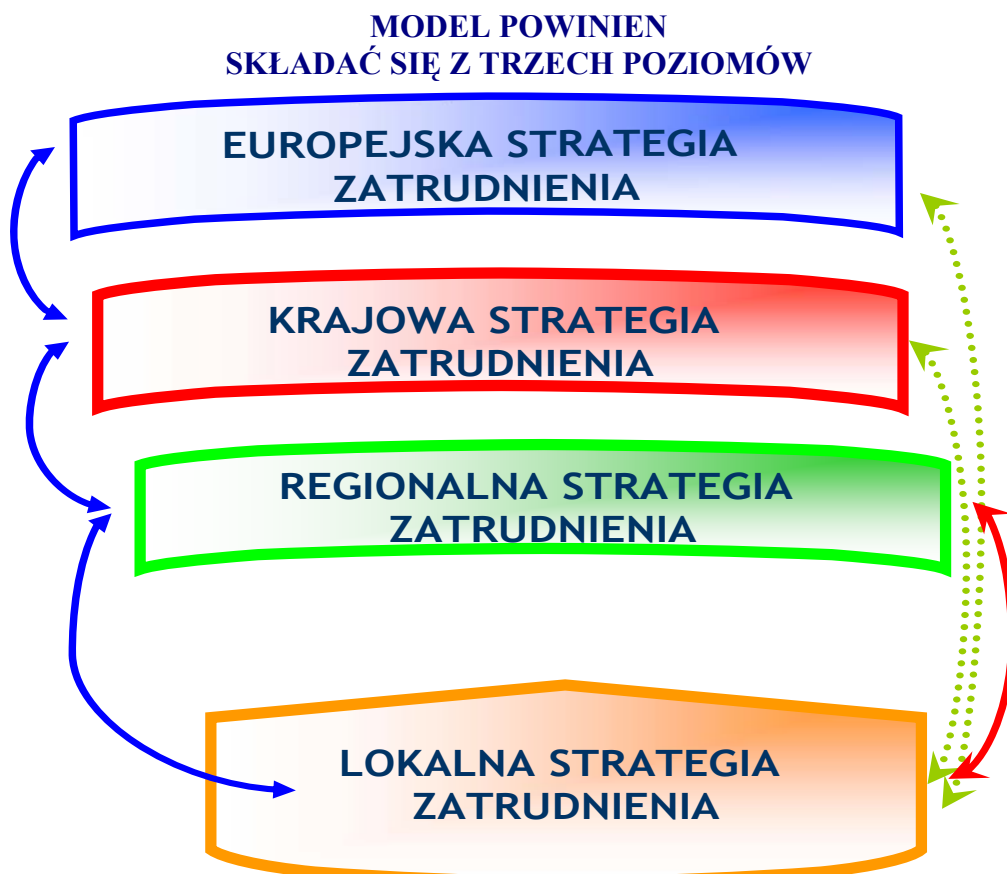 MODEL POWINIEN
SKŁADAĆ SIĘ Z TRZECH POZIOMÓW
EUROPEJSKA STRATEGIA
ZATRUDNIENIA
KRAJOWA STRATEGIA
ZATRUDNIENIA
REGIONALNA STRATEGIA
ZATRUDNIENIA
LOKALNA STRATEGIA
ZATRUDNIENIA